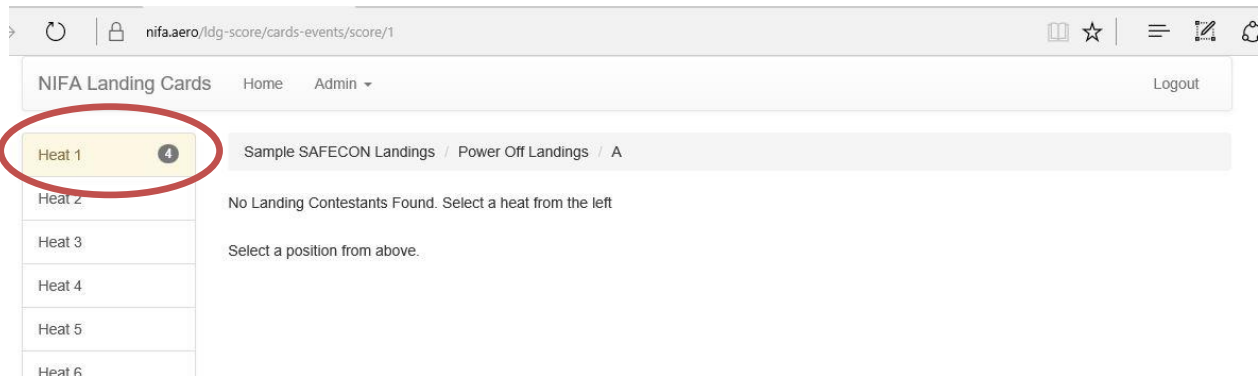 nifa.aero/ldg-score/cards-events/score/1
NIFA Landing Cards Home Admin Logout
Heat 1 4
Sample SAFECON Landings / Power Off Landings / A
Heat 2
No Landing Contestants Found. Select a heat from the left
Heat 3
Select a position from above.
Heat 4
Heat 5
Heat 6